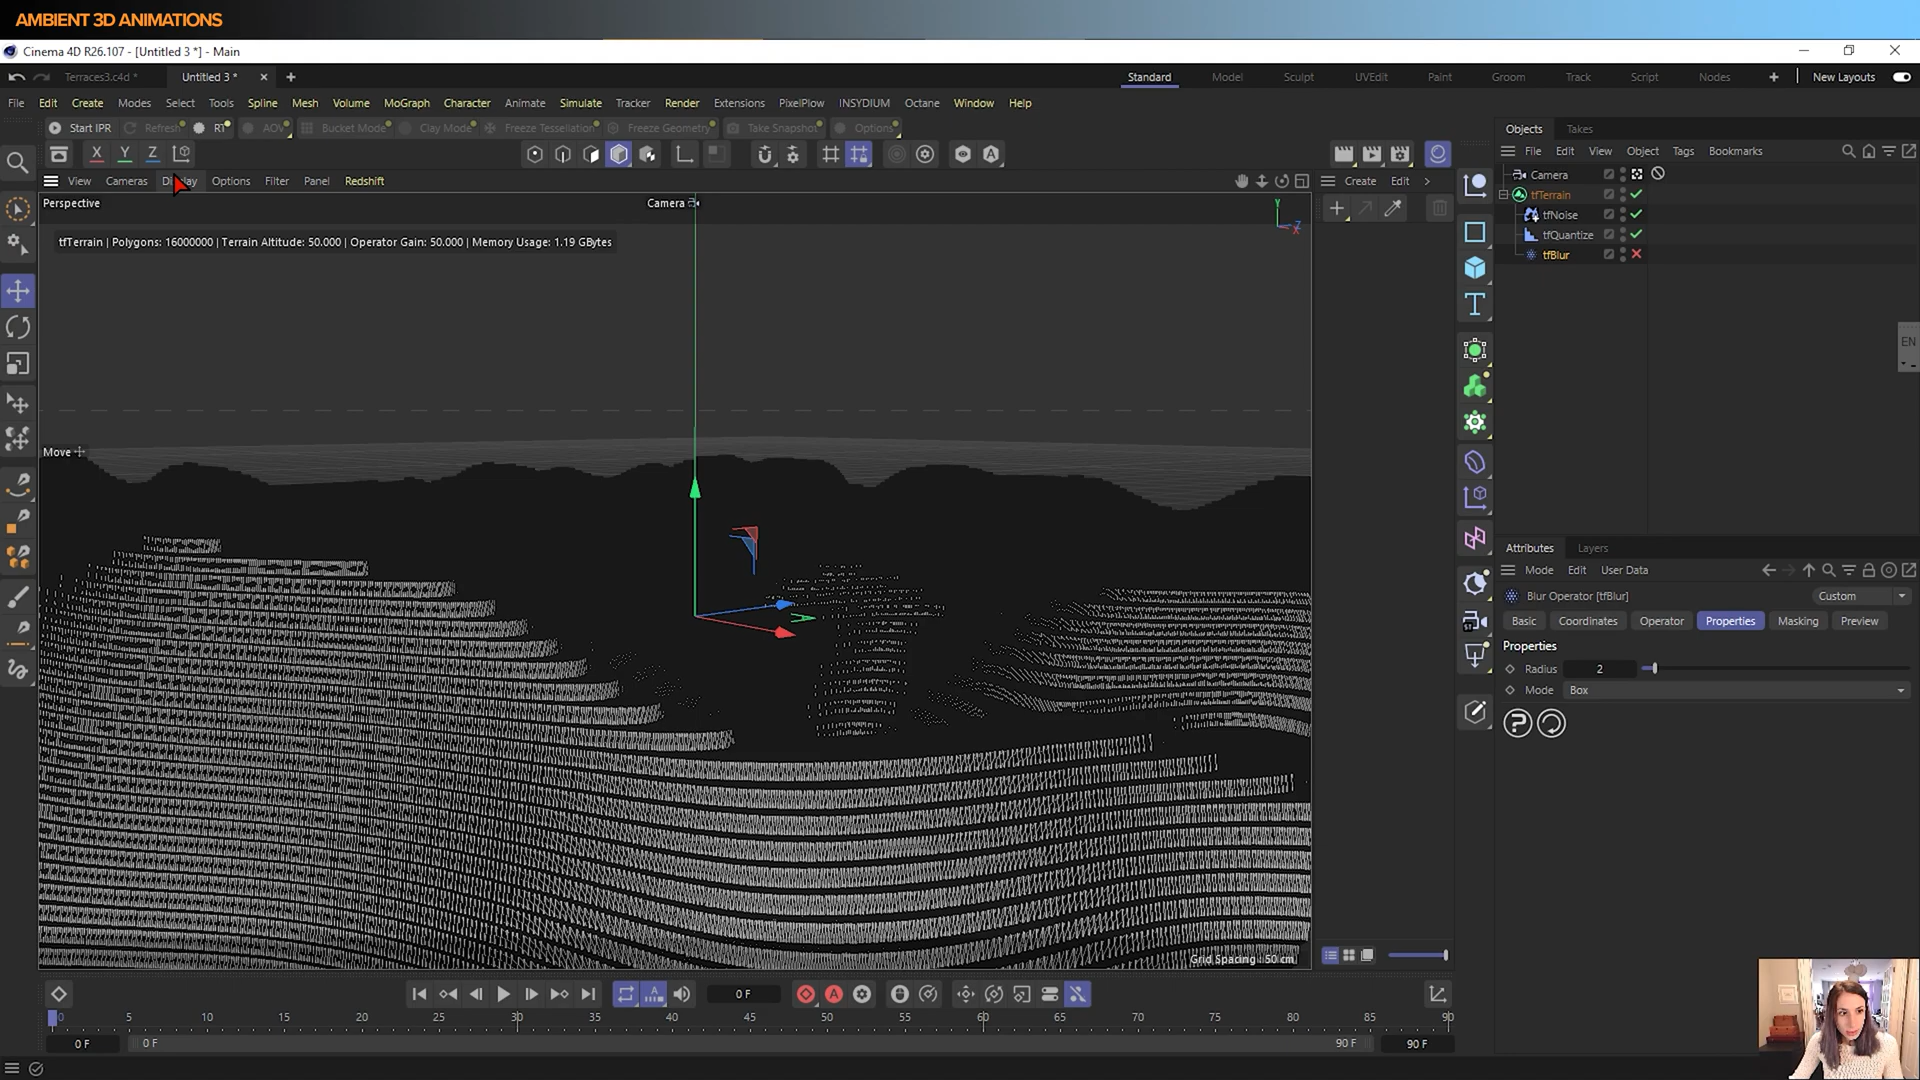 AMBIENT 3D ANIMATIONS
Cinema 4D R26.107 - [Untitled 3 *] - Main
Terraces3.c4d *
Untitled 3 *
Standard
Model
Sculpt
UVEdit
Paint
Groom
Track
Script
Nodes
New Layouts
File Edit Create Modes Select Tools Spline Mesh Volume MoGraph Character Animate Simulate Tracker Render Extensions PixelPlow INSYDIUM Octane Window Help
Start IPR Refresh RT AOV Bucket Mode Clay Mode Freeze Tessellation Freeze Geometry Take Snapshot Options
X Y Z
View Cameras Display Options Filter Panel Redshift
Create Edit
Perspective
Camera
Y
Z
X
tfTerrain | Polygons: 16000000 | Terrain Altitude: 50.000 | Operator Gain: 50.000 | Memory Usage: 1.19 GBytes
Move
Grid Spacing : 50 cm
Objects Takes
File Edit View Object Tags Bookmarks
Camera
tfTerrain
tfNoise
tfQuantize
tfBlur
EN
Attributes Layers
Mode Edit User Data
Blur Operator [tfBlur]
Custom
Basic Coordinates Operator Properties Masking Preview
Properties
Radius 2
Mode Box
0 F
0 5 10 15 20 25 30 35 40 45 50 55 60 65 70 75 80 85 90
0 F
0 F
90 F
90 F